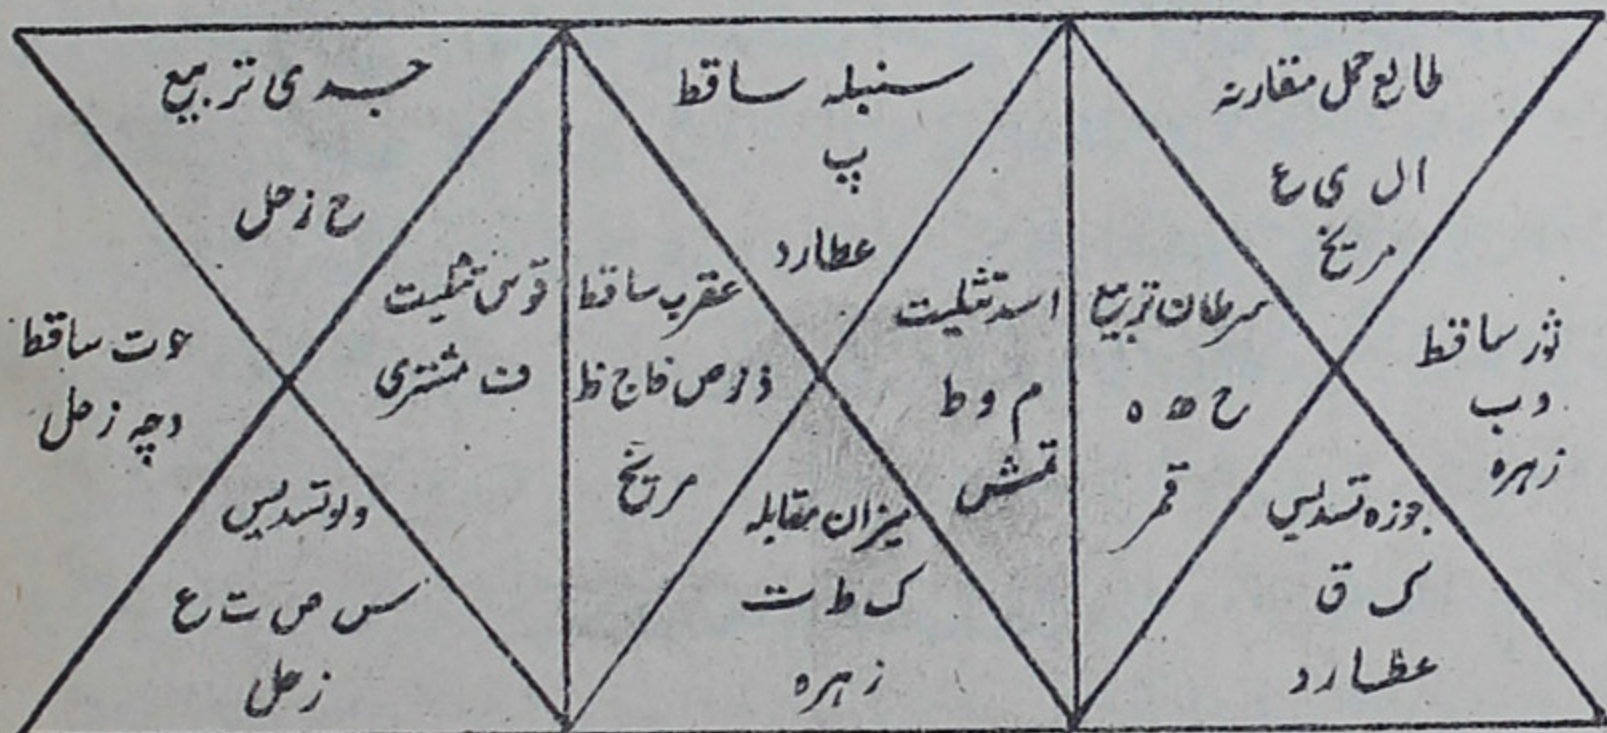 طالع حمل مقارنہ
ال ی ع
مریخ
ثور ساقط
وب
زہرہ
جوزہ تسدیس
ک ق
عطارد
سرطان تربیع
ح ھ ہ
قمر
اسد تثلیت
م و ط
شمس
سنبلہ ساقط
پ
عطارد
میزان مقابلہ
ک ط ت
زہرہ
عقرب ساقط
مریخ
قوس تثلیت
ف مشتری
جدی تربیع
ح زحل
دلو تسدیس
س ص ت ع
زحل
حوت ساقط
دچ زحل